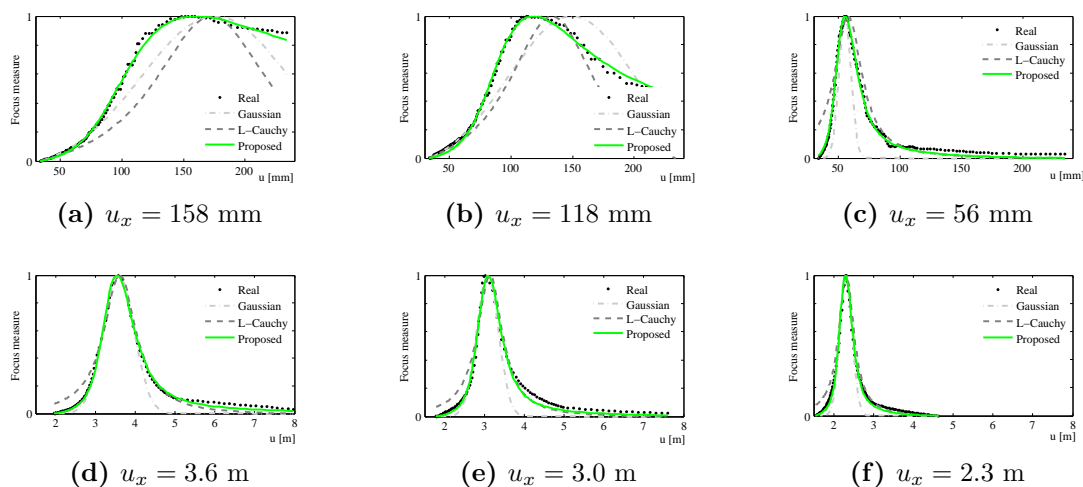 1
0
Focus measure
Real
Gaussian
L−Cauchy
Proposed
50 100 150 200
u [mm]
(a) u_x = 158 mm
1
0
Focus measure
Real
Gaussian
L−Cauchy
Proposed
50 100 150 200
u [mm]
(b) u_x = 118 mm
1
0
Focus measure
Real
Gaussian
L−Cauchy
Proposed
50 100 150 200
u [mm]
(c) u_x = 56 mm
1
0
Focus measure
Real
Gaussian
L−Cauchy
Proposed
2 3 4 5 6 7 8
u [m]
(d) u_x = 3.6 m
1
0
Focus measure
Real
Gaussian
L−Cauchy
Proposed
2 3 4 5 6 7 8
u [m]
(e) u_x = 3.0 m
1
0
Focus measure
Real
Gaussian
L−Cauchy
Proposed
2 3 4 5 6 7 8
u [m]
(f) u_x = 2.3 m